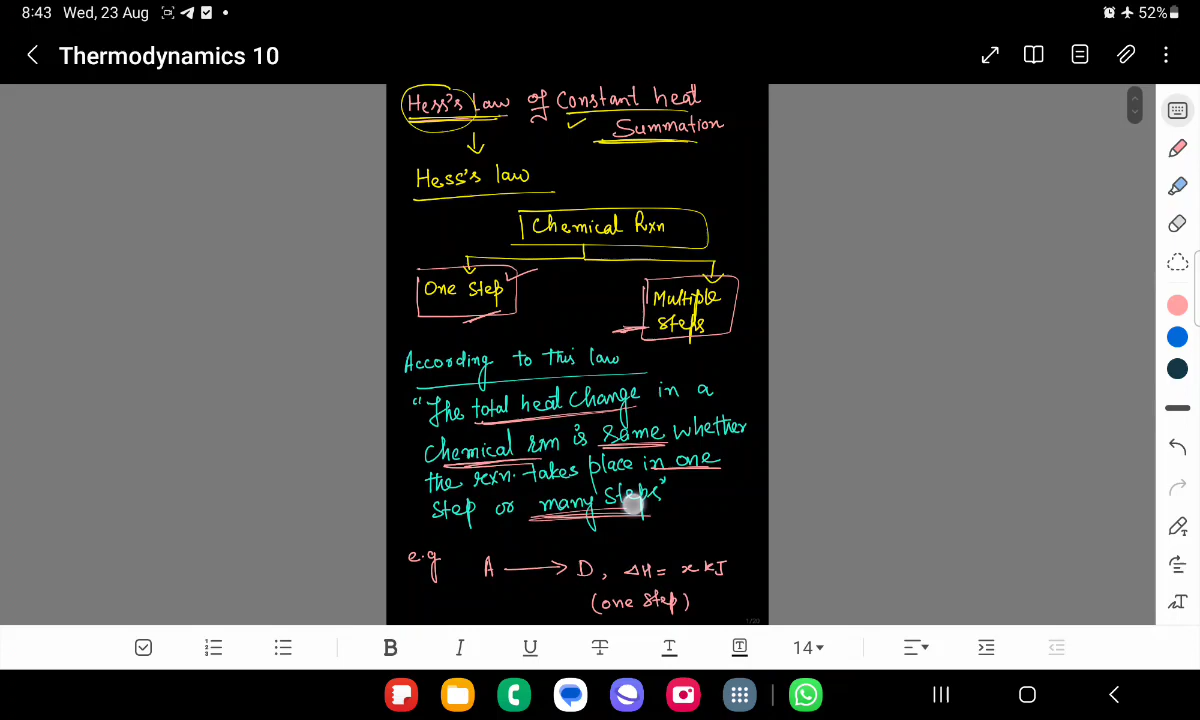 8:43 Wed, 23 Aug
52%
Thermodynamics 10
Hess's Law of Constant heat
Summation
Hess's law
Chemical Rxn
One Step
Multiple
Steps
According to this law
"The total heat change in a
chemical rxn is same whether
the rxn. takes place in one
step or many steps"
e.g A → D, ΔH = x kJ
(one step)
1/20
B I U T T T 14